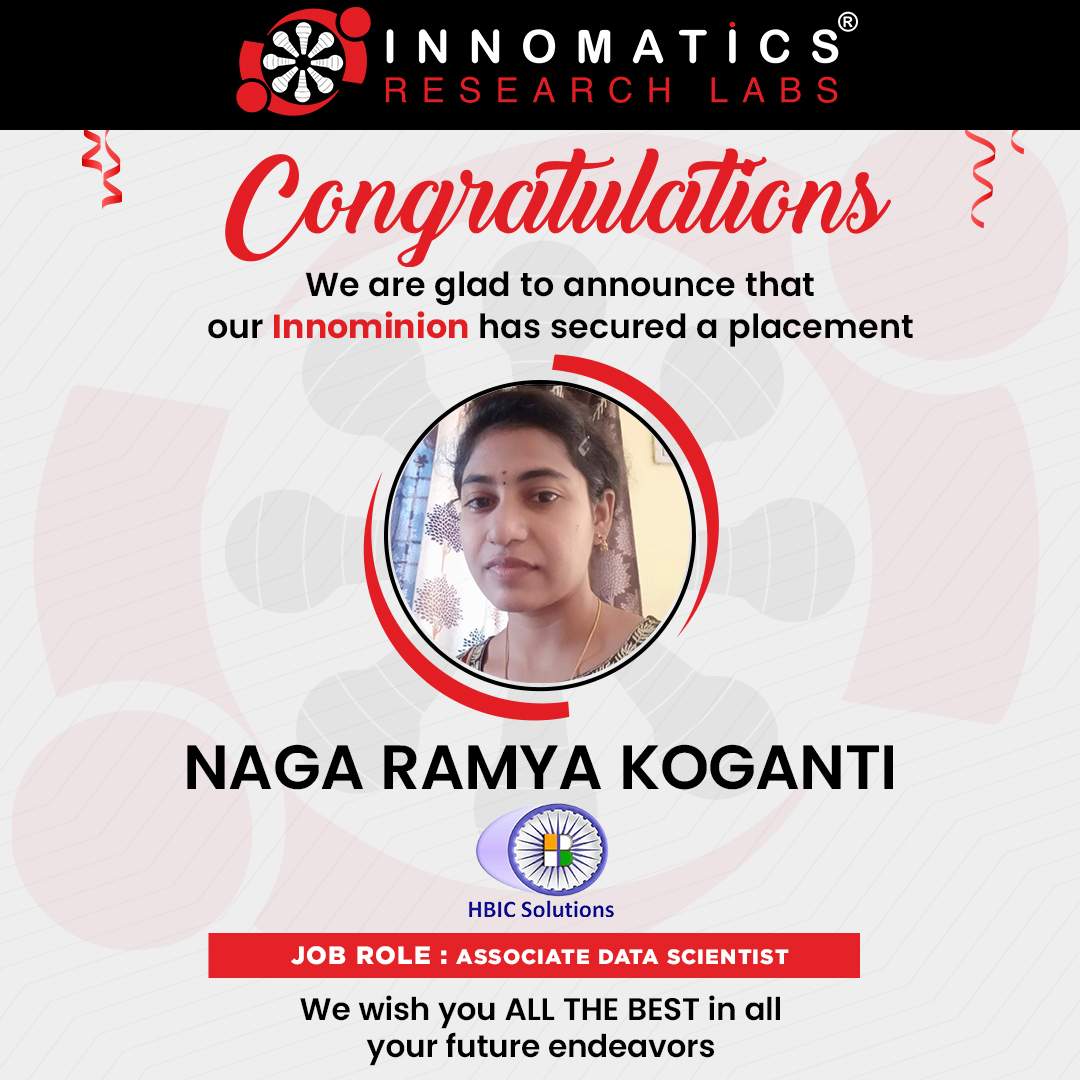 INNOMATICS®
RESEARCH LABS
Congratulations
We are glad to announce that
our Innominion has secured a placement
NAGA RAMYA KOGANTI
HB
HBIC Solutions
JOB ROLE : ASSOCIATE DATA SCIENTIST
We wish you ALL THE BEST in all
your future endeavors